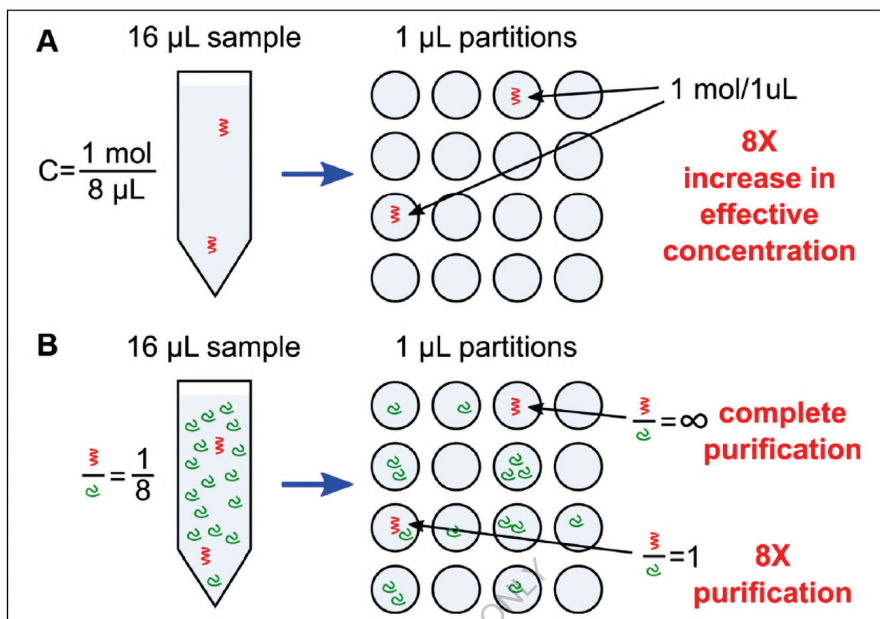 A
16 µL sample
1 µL partitions
C=
1 mol
8 µL
1 mol/1uL
8X
increase in
effective
concentration
B
16 µL sample
1 µL partitions
=
1
8
=∞
complete
purification
=1
8X
purification
ONLY